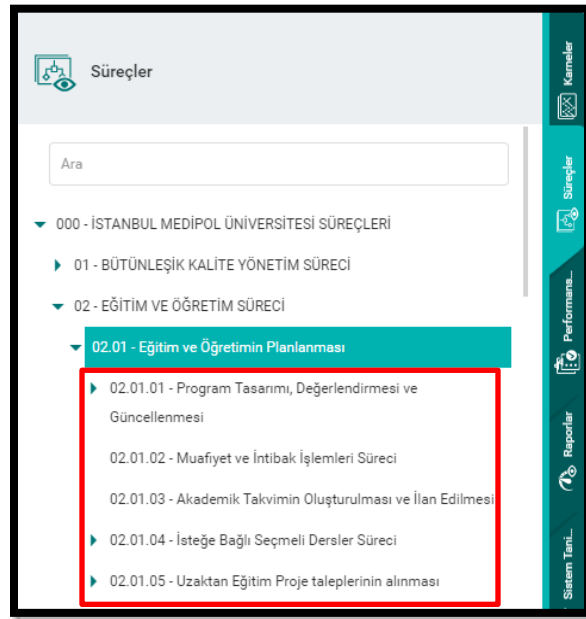 Süreçler
Ara
000 - İSTANBUL MEDİPOL ÜNİVERSİTESİ SÜREÇLERİ
01 - BÜTÜNLEŞİK KALİTE YÖNETİM SÜRECİ
02 - EĞİTİM VE ÖĞRETİM SÜRECİ
02.01 - Eğitim ve Öğretimin Planlanması
02.01.01 - Program Tasarımı, Değerlendirmesi ve
Güncellenmesi
02.01.02 - Muafiyet ve İntibak İşlemleri Süreci
02.01.03 - Akademik Takvimin Oluşturulması ve İlan Edilmesi
02.01.04 - İsteğe Bağlı Seçmeli Dersler Süreci
02.01.05 - Uzaktan Eğitim Proje taleplerinin alınması
Karneler
Süreçler
Performans...
Raporlar
Sistem Tanı...